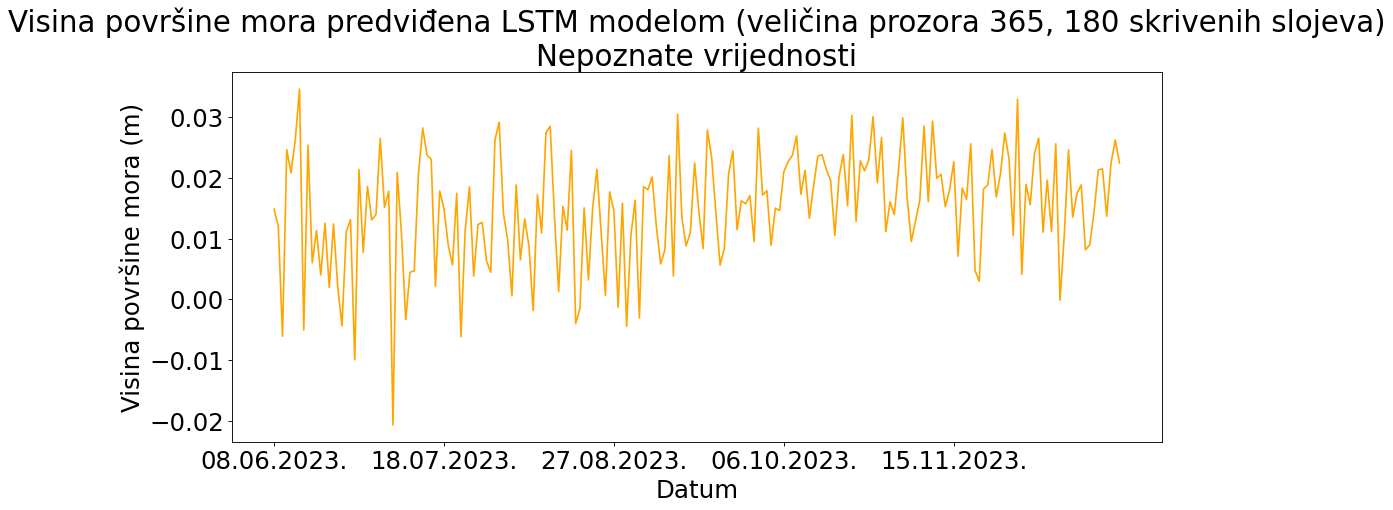 Visina površine mora predviđena LSTM modelom (veličina prozora 365, 180 skrivenih slojeva)
Nepoznate vrijednosti
Visina površine mora (m)
0.03
0.02
0.01
0.00
−0.01
−0.02
08.06.2023. 18.07.2023. 27.08.2023. 06.10.2023. 15.11.2023.
Datum